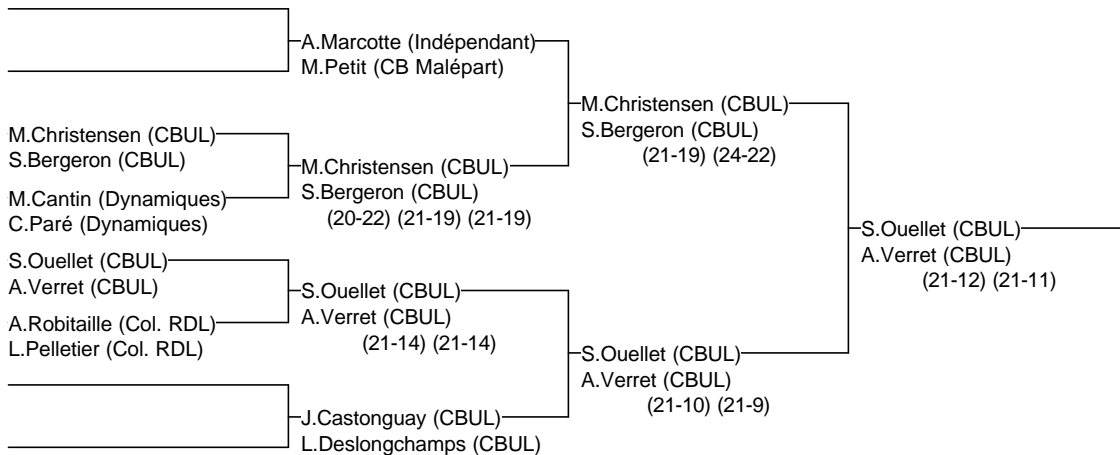 A.Marcotte (Indépendant)
M.Petit (CB Malépart)
M.Christensen (CBUL)
S.Bergeron (CBUL)
(21-19) (24-22)
M.Christensen (CBUL)
S.Bergeron (CBUL)
M.Christensen (CBUL)
S.Bergeron (CBUL)
(20-22) (21-19) (21-19)
M.Cantin (Dynamiques)
C.Paré (Dynamiques)
S.Ouellet (CBUL)
A.Verret (CBUL)
(21-12) (21-11)
S.Ouellet (CBUL)
A.Verret (CBUL)
S.Ouellet (CBUL)
A.Verret (CBUL)
(21-14) (21-14)
A.Robitaille (Col. RDL)
L.Pelletier (Col. RDL)
S.Ouellet (CBUL)
A.Verret (CBUL)
(21-10) (21-9)
J.Castonguay (CBUL)
L.Deslongchamps (CBUL)